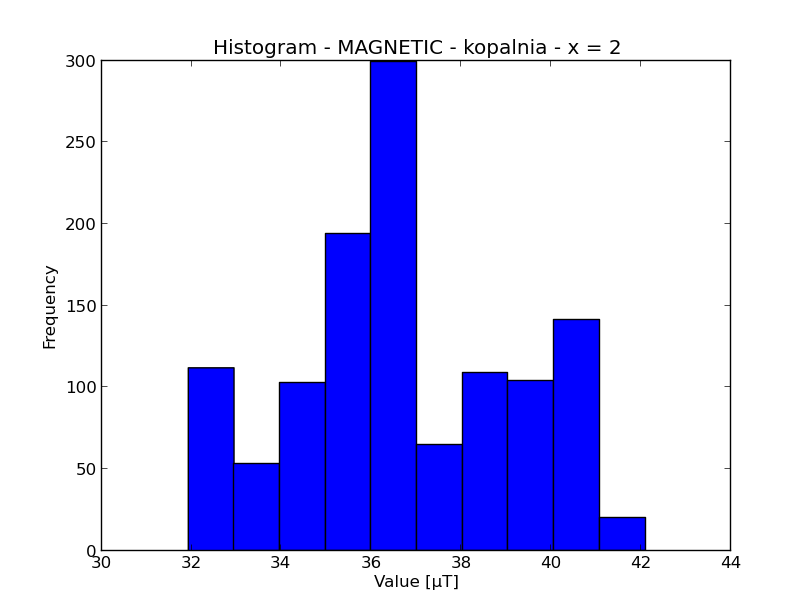 Histogram - MAGNETIC - kopalnia - x = 2
300
250
200
150
100
50
0
Frequency
30 32 34 36 38 40 42 44
Value [µT]